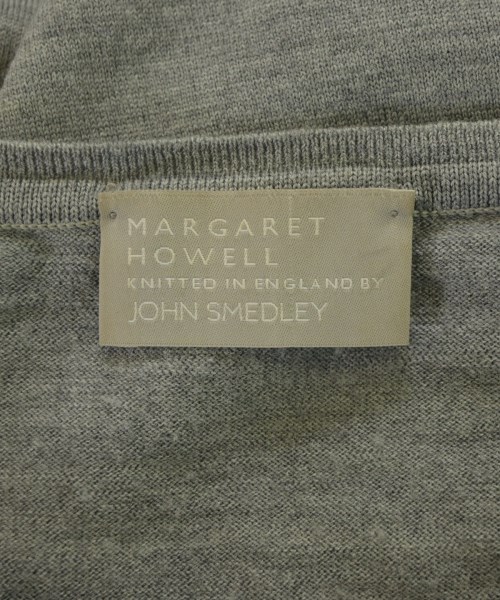 MARGARET
HOWELL
KNITTED IN ENGLAND BY
JOHN SMEDLEY